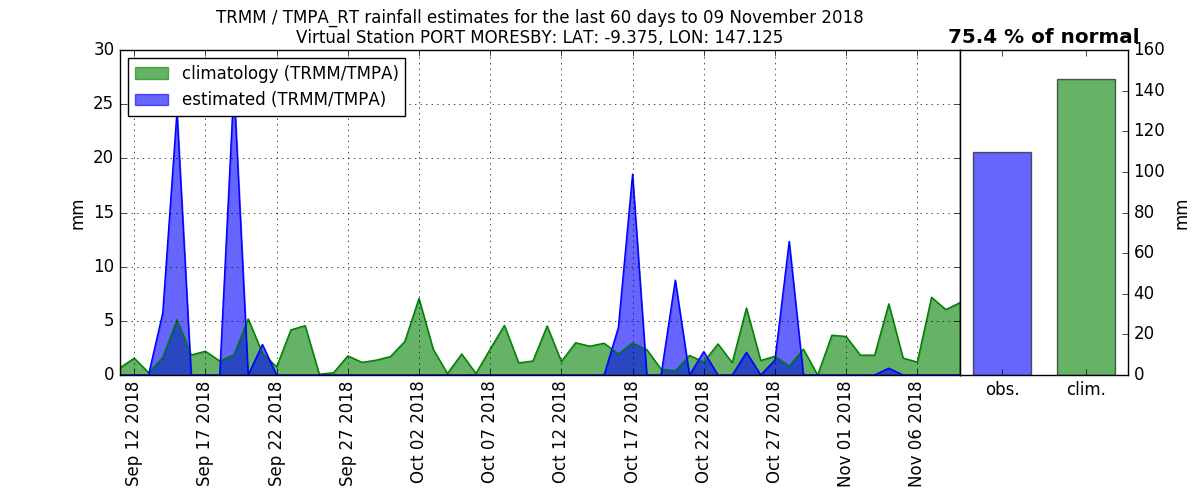 TRMM / TMPA_RT rainfall estimates for the last 60 days to 09 November 2018
Virtual Station PORT MORESBY: LAT: -9.375, LON: 147.125
75.4 % of normal
climatology (TRMM/TMPA)
estimated (TRMM/TMPA)
30
25
20
15
10
5
0
mm
Sep 12 2018
Sep 17 2018
Sep 22 2018
Sep 27 2018
Oct 02 2018
Oct 07 2018
Oct 12 2018
Oct 17 2018
Oct 22 2018
Oct 27 2018
Nov 01 2018
Nov 06 2018
obs.
clim.
160
140
120
100
80
60
40
20
0
mm